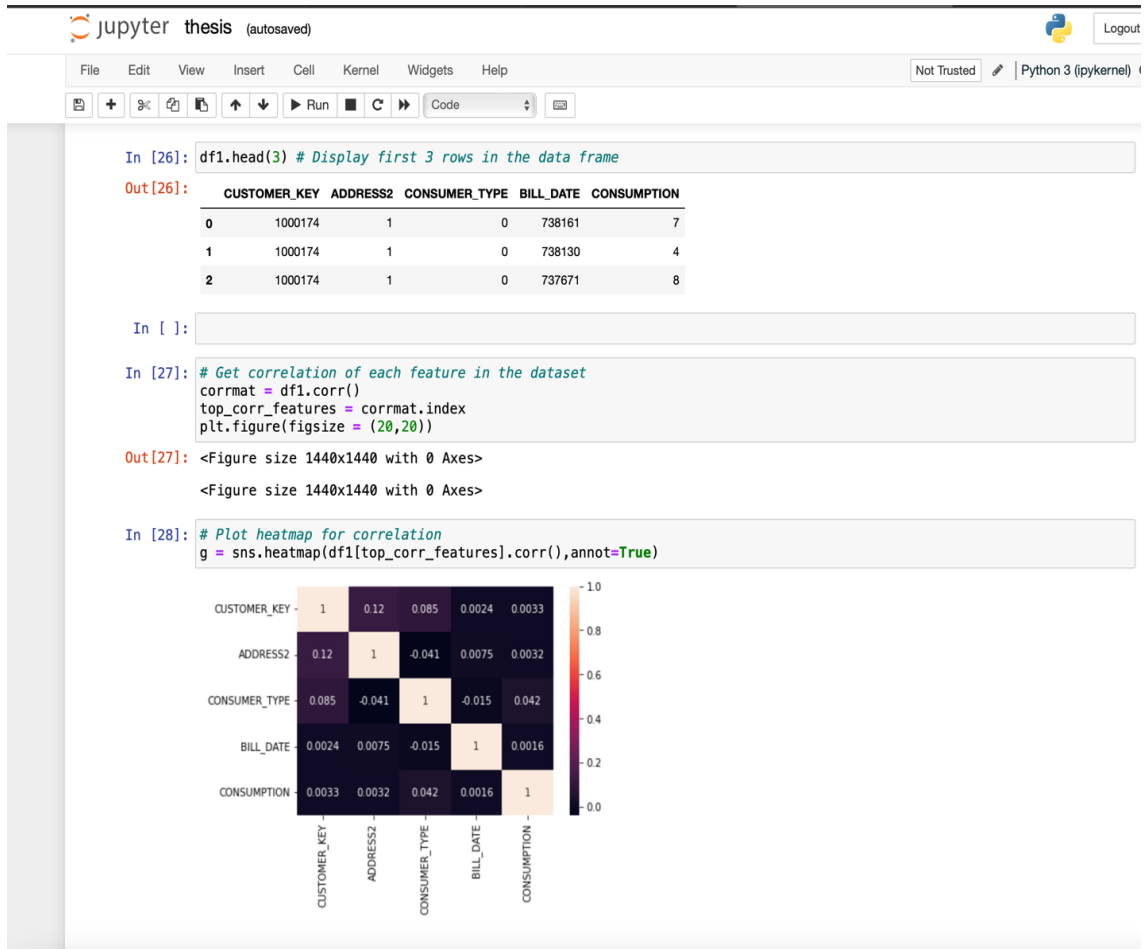 jupyter thesis (autosaved)
Logout
File Edit View Insert Cell Kernel Widgets Help
Not Trusted
Python 3 (ipykernel)
Run
Code
In [26]: df1.head(3) # Display first 3 rows in the data frame
Out[26]:
CUSTOMER_KEY ADDRESS2 CONSUMER_TYPE BILL_DATE CONSUMPTION
0 1000174 1 0 738161 7
1 1000174 1 0 738130 4
2 1000174 1 0 737671 8
In [ ]:
In [27]: # Get correlation of each feature in the dataset
corrmat = df1.corr()
top_corr_features = corrmat.index
plt.figure(figsize = (20,20))
Out[27]: <Figure size 1440x1440 with 0 Axes>
<Figure size 1440x1440 with 0 Axes>
In [28]: # Plot heatmap for correlation
g = sns.heatmap(df1[top_corr_features].corr(),annot=True)
CUSTOMER_KEY 1 0.12 0.085 0.0024 0.0033
ADDRESS2 0.12 1 -0.041 0.0075 0.0032
CONSUMER_TYPE 0.085 -0.041 1 -0.015 0.042
BILL_DATE 0.0024 0.0075 -0.015 1 0.0016
CONSUMPTION 0.0033 0.0032 0.042 0.0016 1
CUSTOMER_KEY
ADDRESS2
CONSUMER_TYPE
BILL_DATE
CONSUMPTION
1.0
0.8
0.6
0.4
0.2
0.0